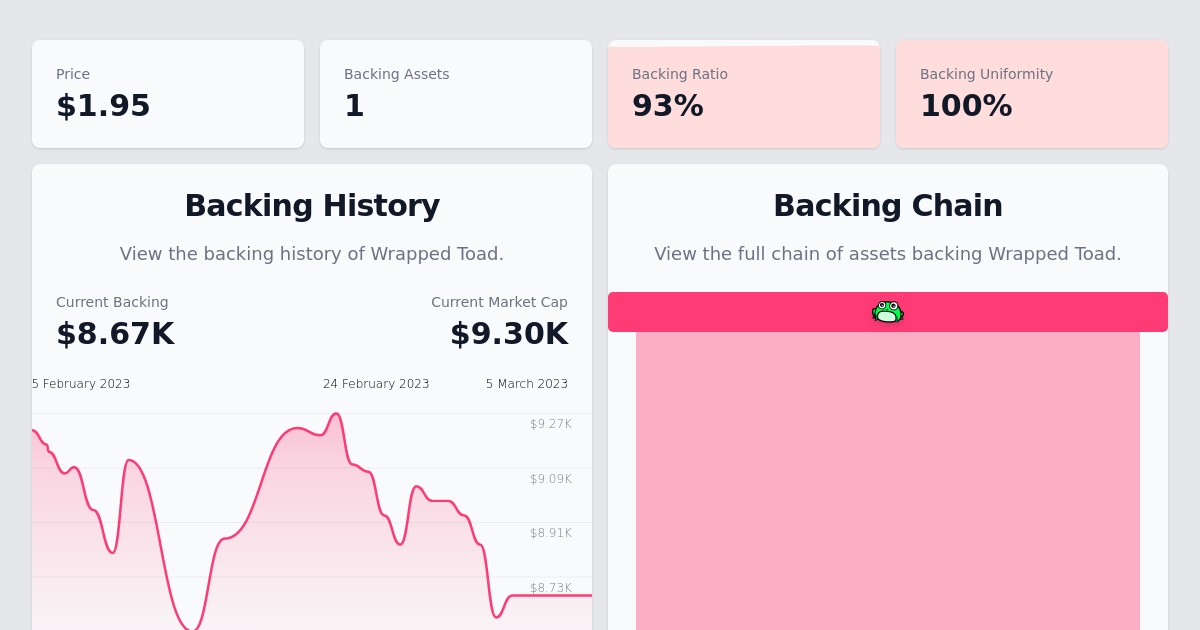 Price
$1.95
Backing Assets
1
Backing Ratio
93%
Backing Uniformity
100%
Backing History
View the backing history of Wrapped Toad.
Current Backing
$8.67K
Current Market Cap
$9.30K
5 February 2023
24 February 2023
5 March 2023
$9.27K
$9.09K
$8.91K
$8.73K
Backing Chain
View the full chain of assets backing Wrapped Toad.